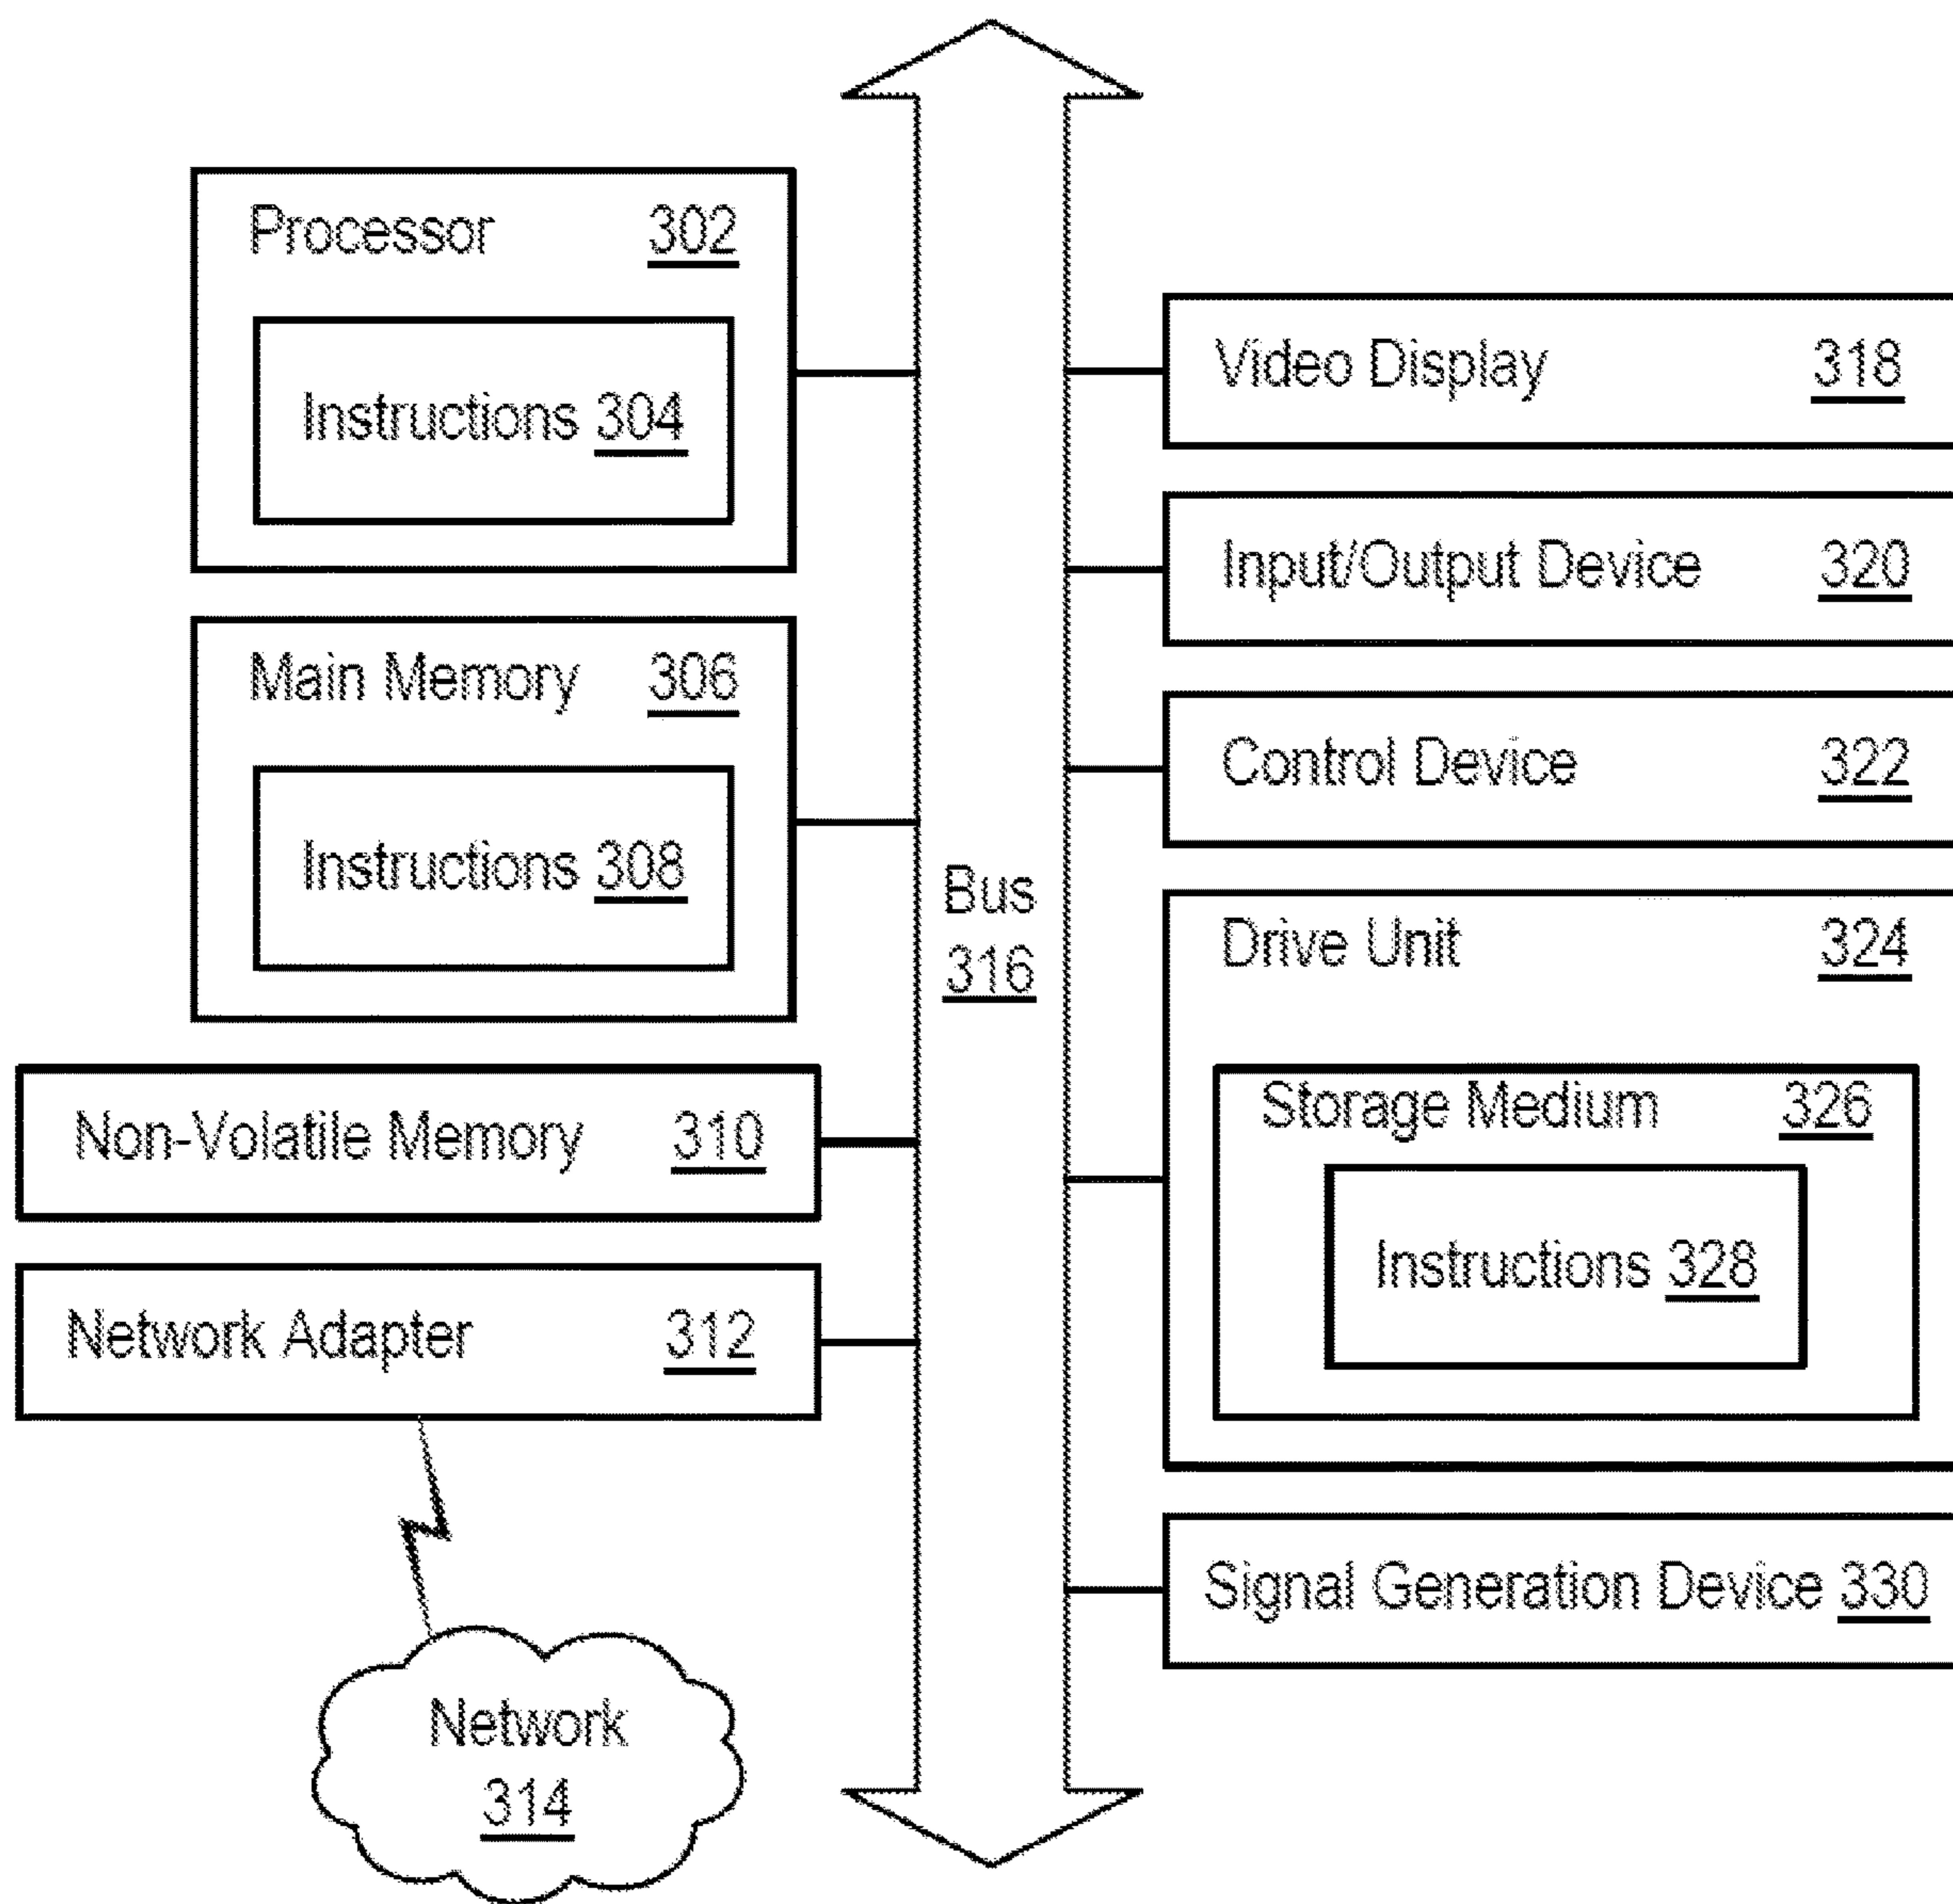 Processor 302
Instructions 304
Main Memory 306
Instructions 308
Non-Volatile Memory 310
Network Adapter 312
Network
314
Bus
316
Video Display 318
Input/Output Device 320
Control Device 322
Drive Unit 324
Storage Medium 326
Instructions 328
Signal Generation Device 330